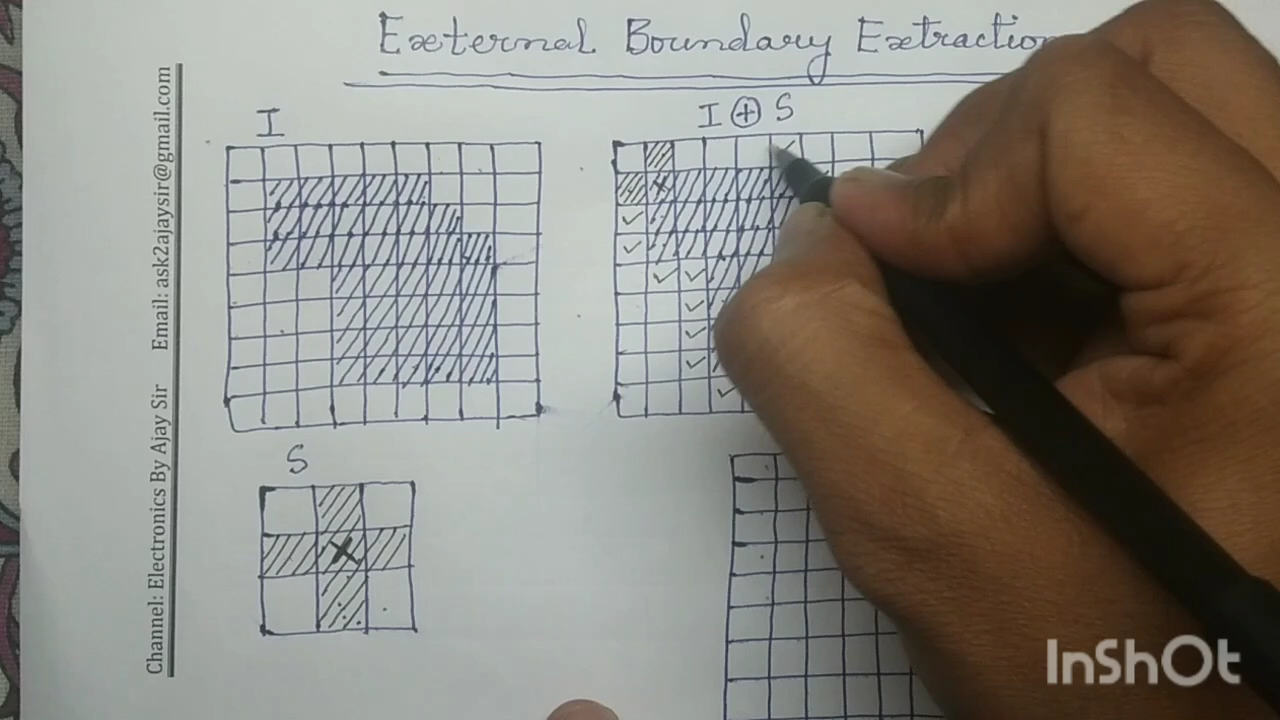 External Boundary Extraction
I
I ⊕ S
S
Channel: Electronics By Ajay Sir Email: ask2ajaysir@gmail.com
InShOt